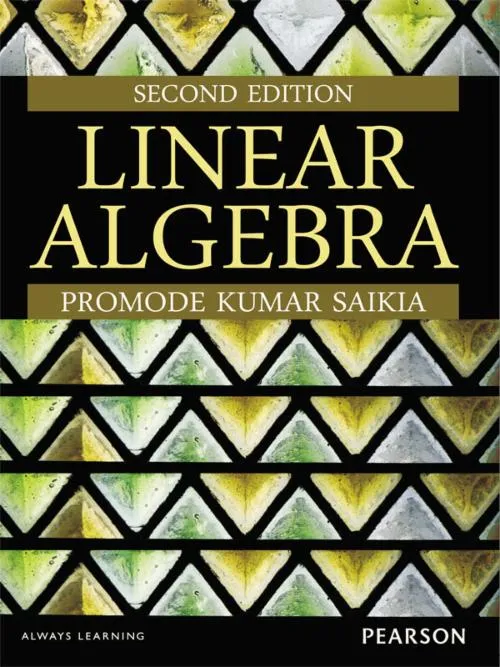 SECOND EDITION
LINEAR
ALGEBRA
PROMODE KUMAR SAIKIA
ALWAYS LEARNING
PEARSON